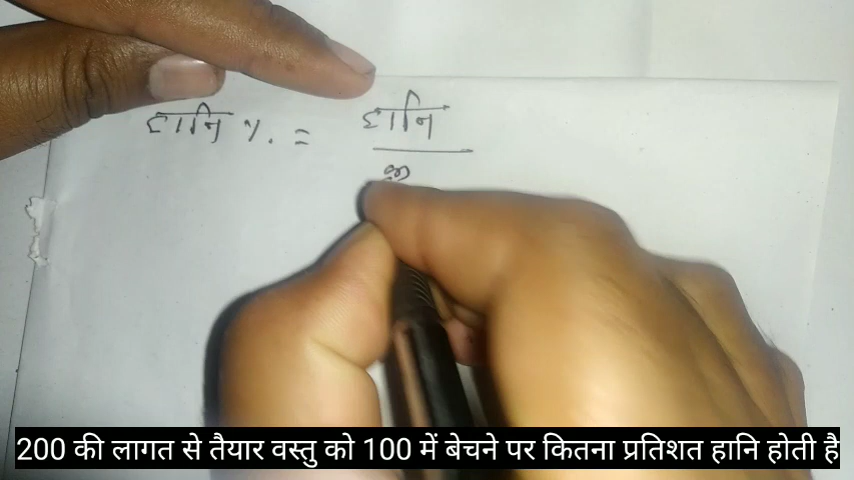 हानि %. = हानि
क्र
200 की लागत से तैयार वस्तु को 100 में बेचने पर कितना प्रतिशत हानि होती है